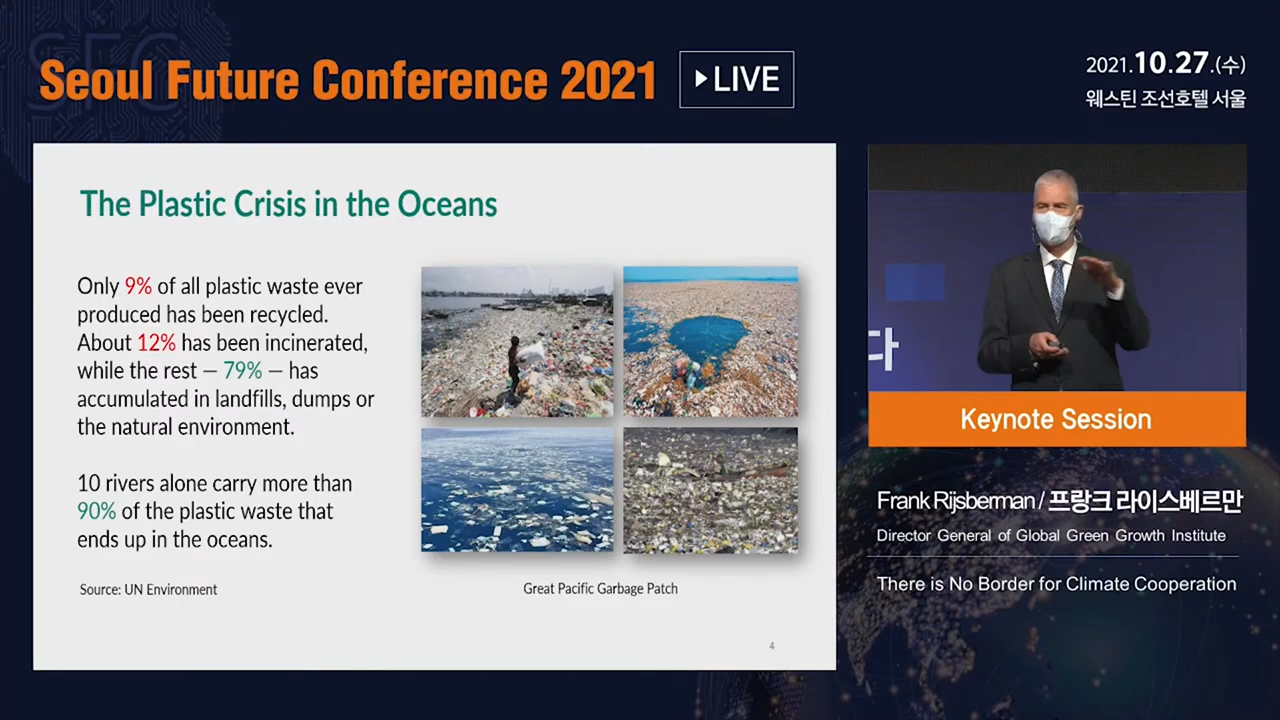 SFC
Seoul Future Conference 2021
LIVE
2021.10.27.(수)
웨스틴 조선호텔 서울
The Plastic Crisis in the Oceans
Only 9% of all plastic waste ever
produced has been recycled.
About 12% has been incinerated,
while the rest – 79% – has
accumulated in landfills, dumps or
the natural environment.
10 rivers alone carry more than
90% of the plastic waste that
ends up in the oceans.
Source: UN Environment
Great Pacific Garbage Patch
4
다
Keynote Session
Frank Rijsberman / 프랑크 라이스베르만
Director General of Global Green Growth Institute
There is No Border for Climate Cooperation